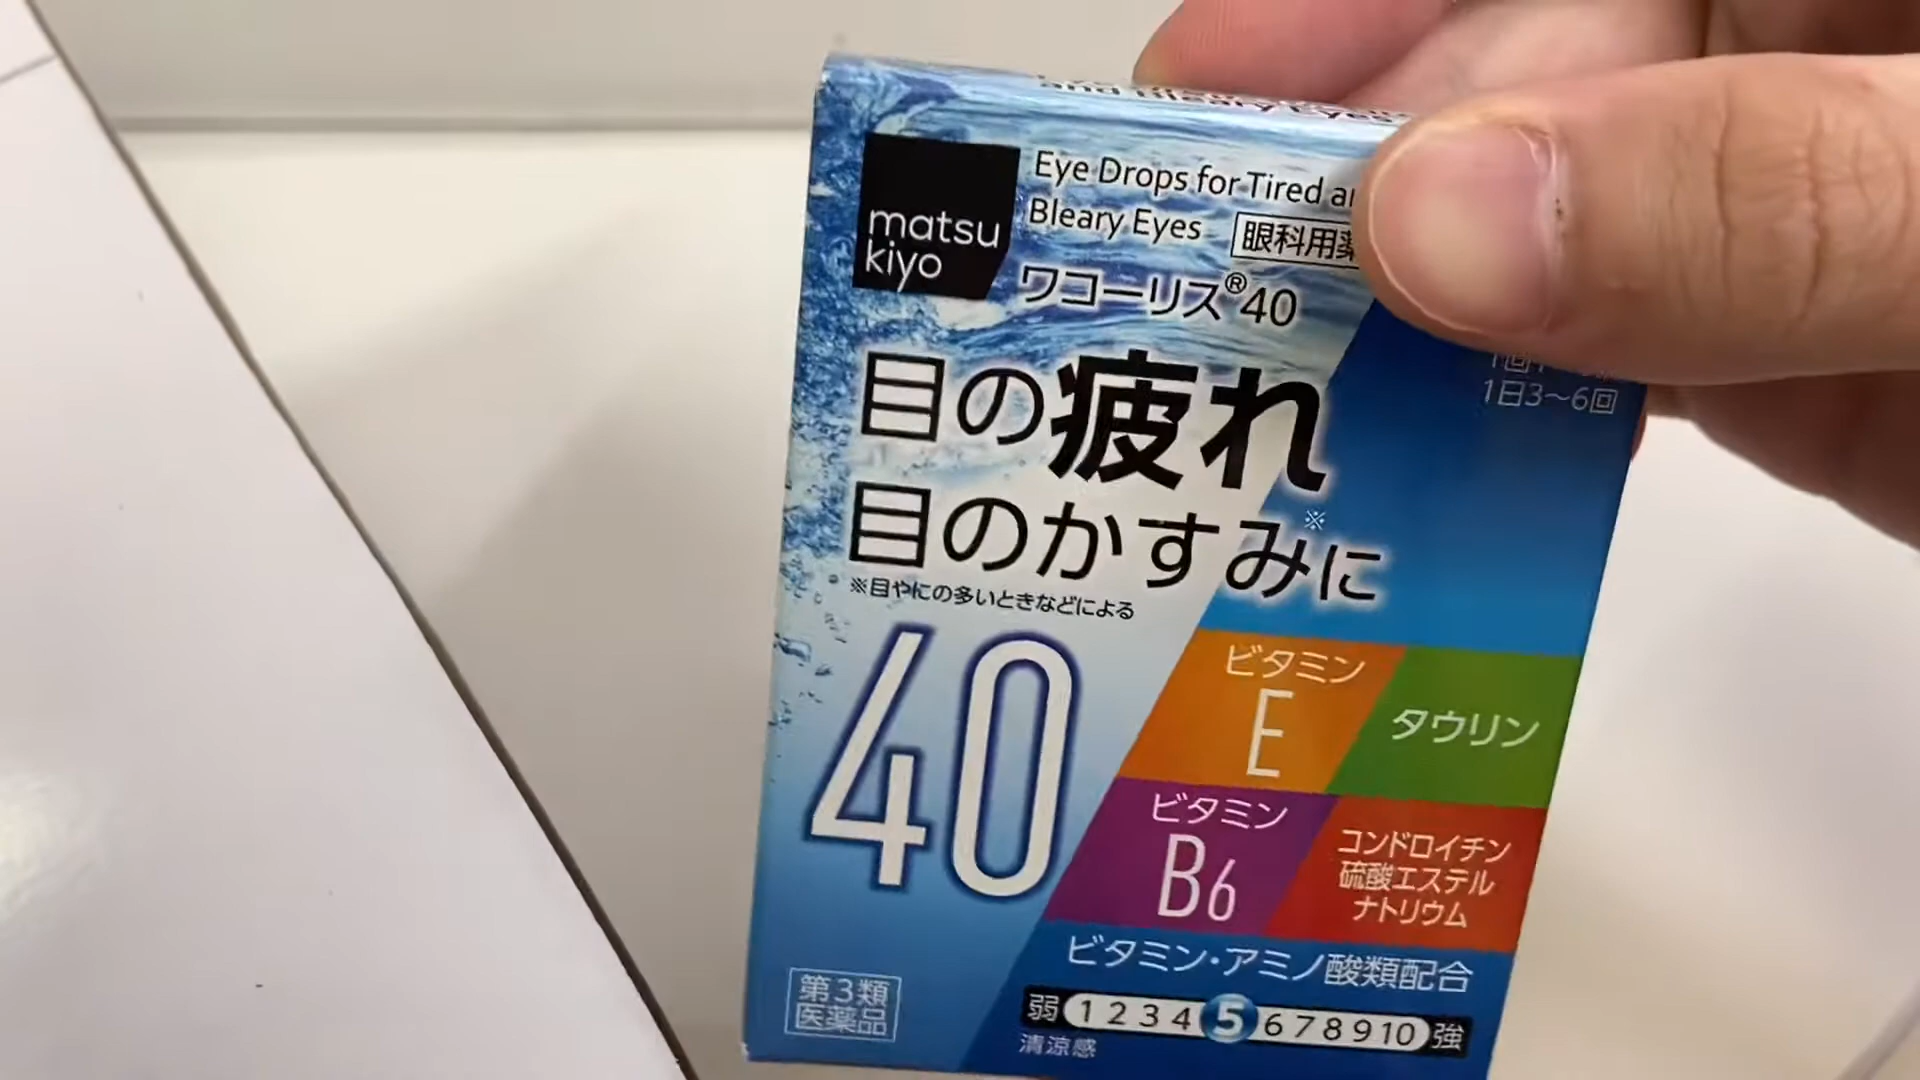 and Bleary Eyes
matsu
kiyo
Eye Drops for Tired
Bleary Eyes
眼科用薬
ワコーリス®40
1日3〜6回
目の疲れ
目のかすみ※に
※目やにの多いときなどによる
40
ビタミン
E
タウリン
ビタミン
B6
コンドロイチン
硫酸エステル
ナトリウム
ビタミン・アミノ酸類配合
第3類
医薬品
弱 1 2 3 4 5 6 7 8 9 10 強
清涼感